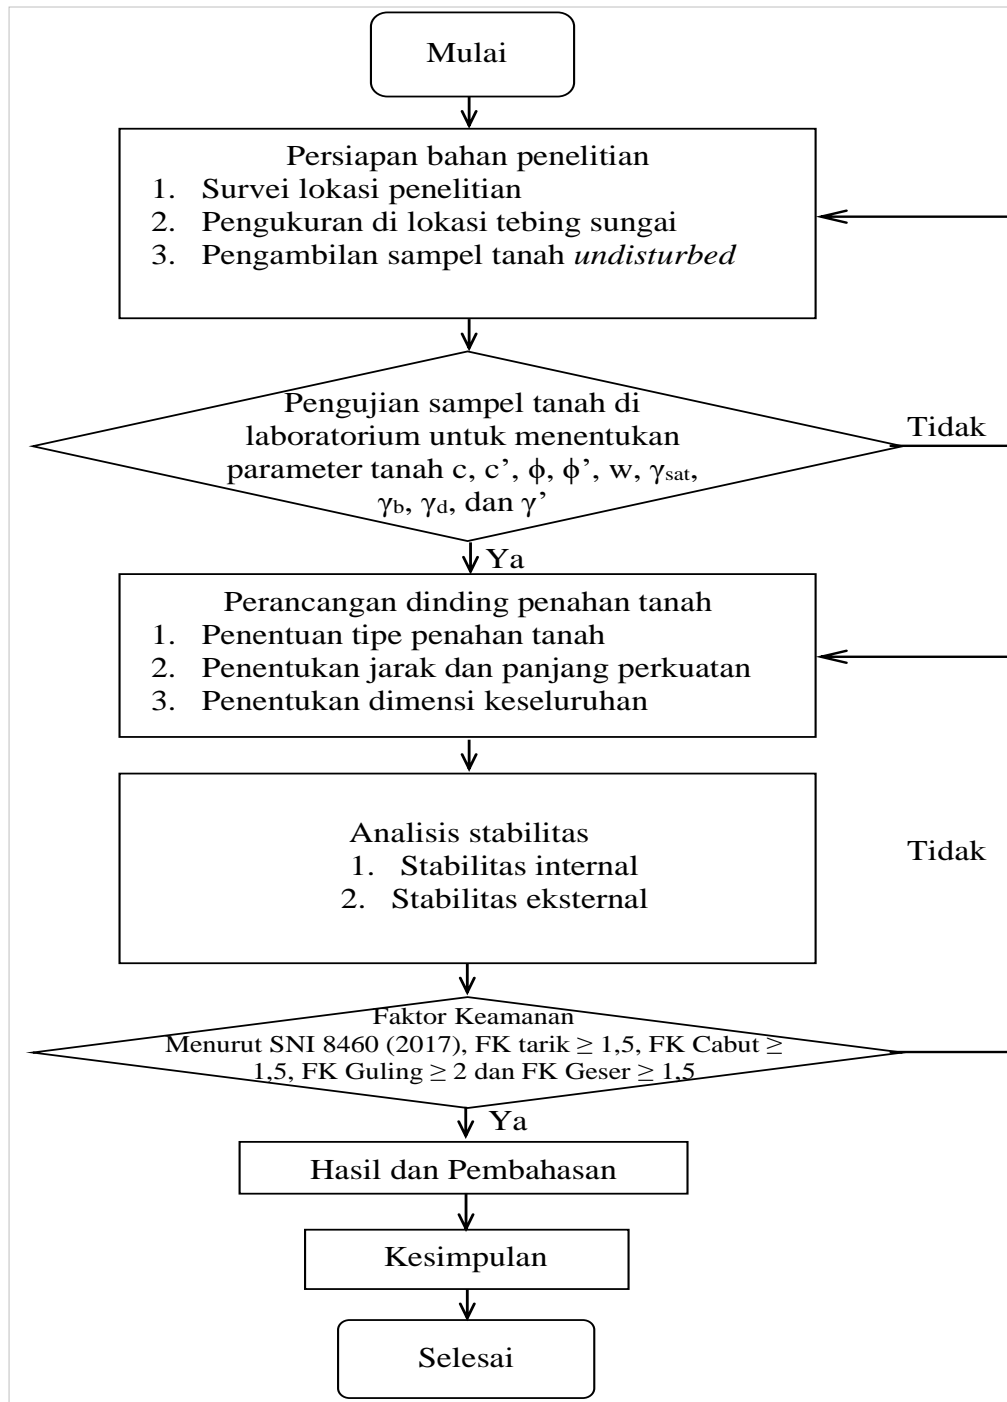 Mulai
Persiapan bahan penelitian
1. Survei lokasi penelitian
2. Pengukuran di lokasi tebing sungai
3. Pengambilan sampel tanah undisturbed
Pengujian sampel tanah di
laboratorium untuk menentukan
parameter tanah c, c’, ϕ, ϕ’, w, γsat,
γb, γd, dan γ’
Tidak
Ya
Perancangan dinding penahan tanah
1. Penentuan tipe penahan tanah
2. Penentukan jarak dan panjang perkuatan
3. Penentukan dimensi keseluruhan
Analisis stabilitas
1. Stabilitas internal
2. Stabilitas eksternal
Tidak
Faktor Keamanan
Menurut SNI 8460 (2017), FK tarik ≥ 1,5, FK Cabut ≥
1,5, FK Guling ≥ 2 dan FK Geser ≥ 1,5
Ya
Hasil dan Pembahasan
Kesimpulan
Selesai